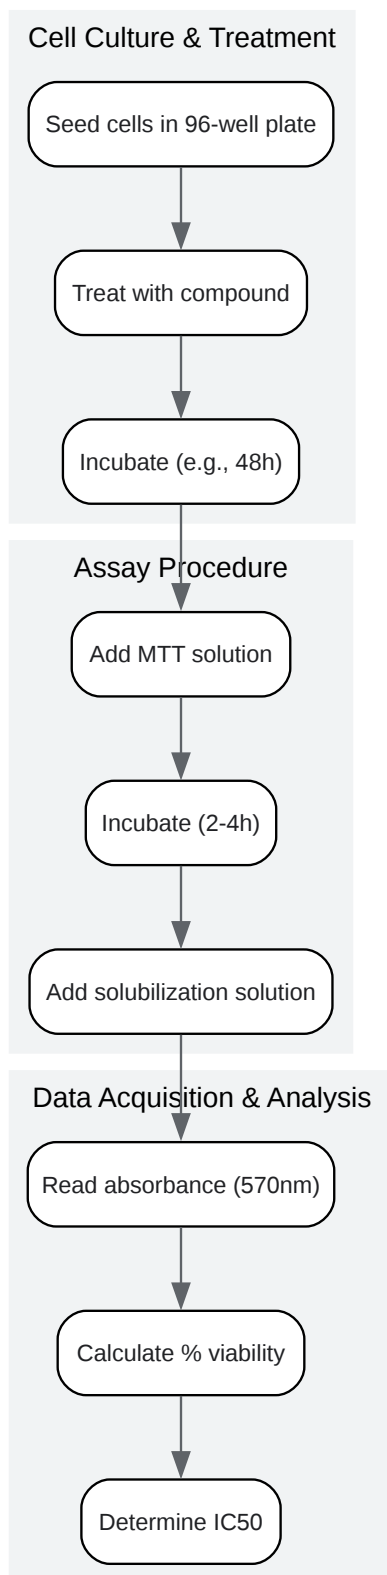 Cell Culture & Treatment
Seed cells in 96-well plate
Treat with compound
Incubate (e.g., 48h)
Assay Procedure
Add MTT solution
Incubate (2-4h)
Add solubilization solution
Data Acquisition & Analysis
Read absorbance (570nm)
Calculate % viability
Determine IC50